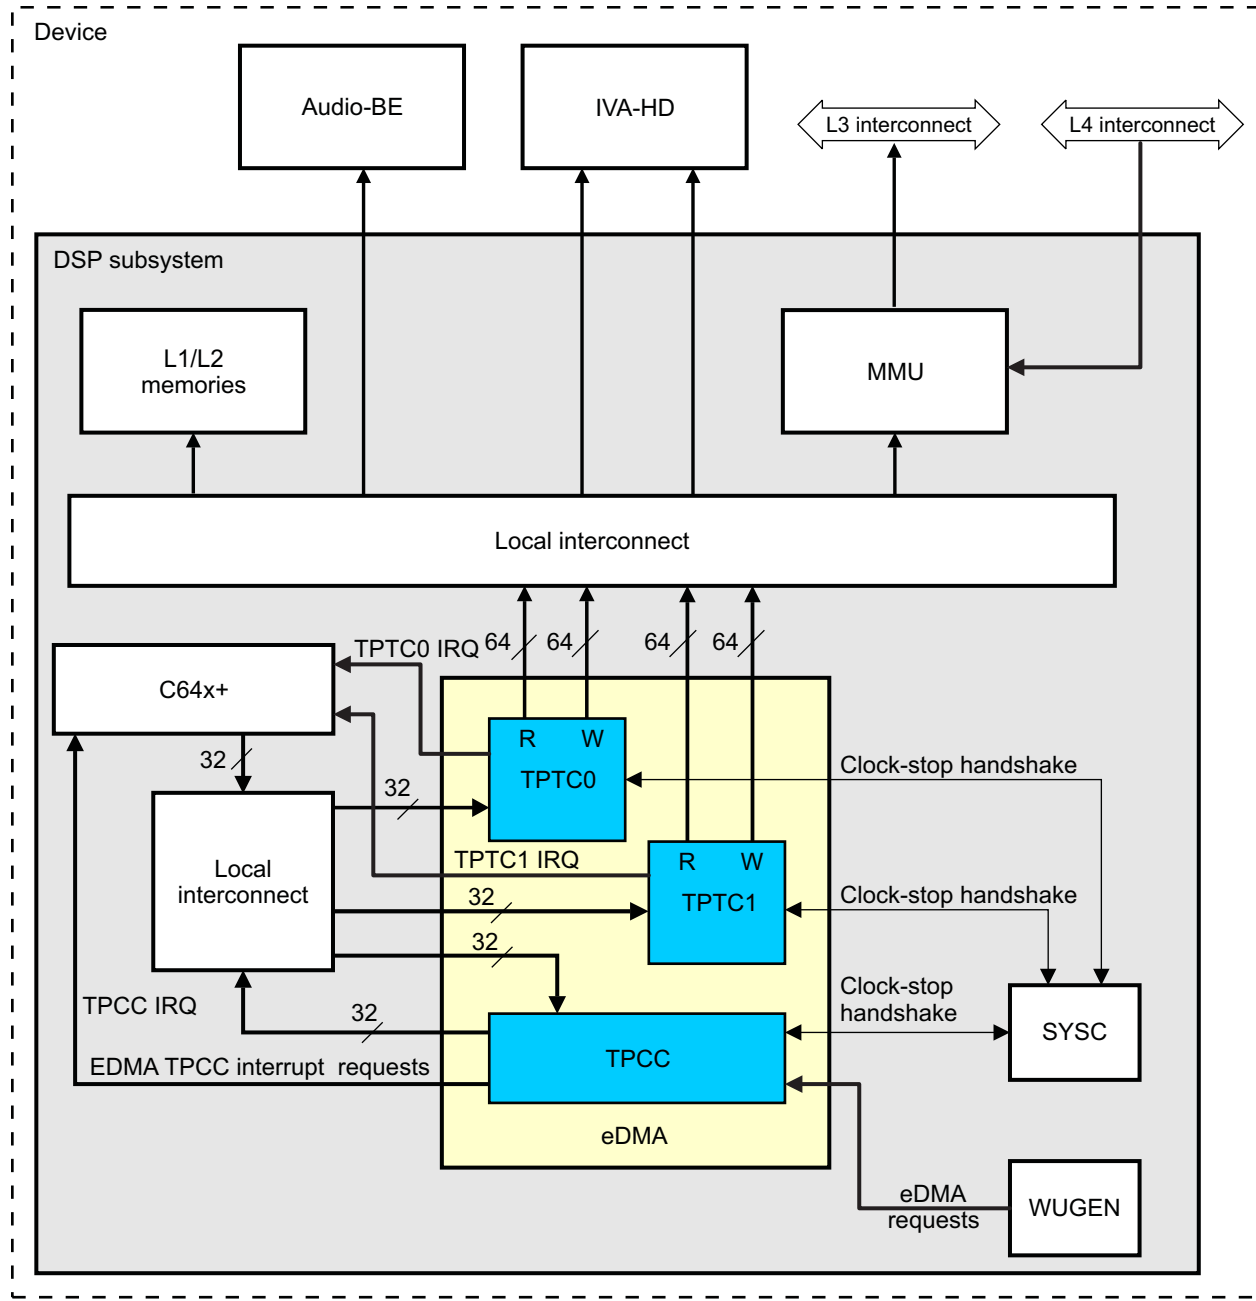 Device
Audio-BE
IVA-HD
L3 interconnect
L4 interconnect
DSP subsystem
L1/L2
memories
MMU
Local interconnect
64
64
64
64
TPTC0 IRQ
C64x+
R W
TPTC0
32
32
Clock-stop handshake
TPTC1 IRQ
R W
TPTC1
Local
interconnect
32
Clock-stop handshake
32
TPCC IRQ
32
Clock-stop
handshake
SYSC
TPCC
EDMA TPCC interrupt requests
eDMA
eDMA
requests
WUGEN